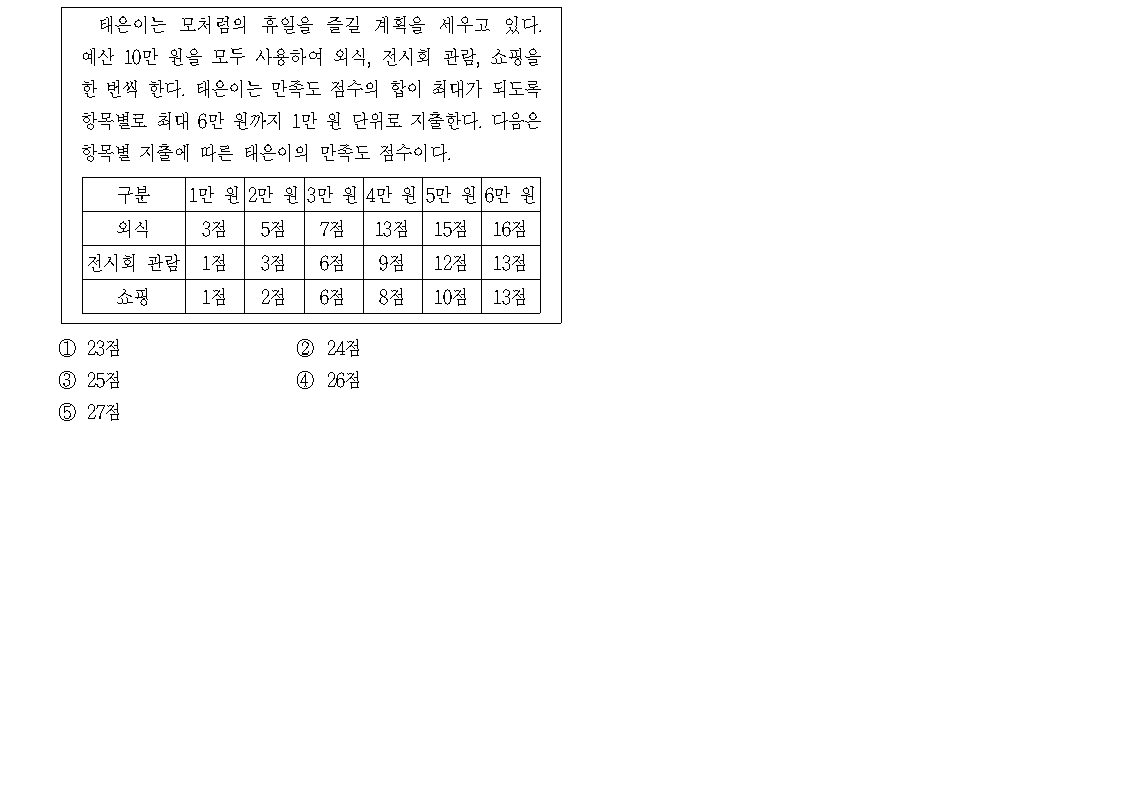 태은이는 모처럼의 휴일을 즐길 계획을 세우고 있다.
예산 10만 원을 모두 사용하여 외식, 전시회 관람, 쇼핑을
한 번씩 한다. 태은이는 만족도 점수의 합이 최대가 되도록
항목별로 최대 6만 원까지 1만 원 단위로 지출한다. 다음은
항목별 지출에 따른 태은이의 만족도 점수이다.
구분 1만 원 2만 원 3만 원 4만 원 5만 원 6만 원
외식 3점 5점 7점 13점 15점 16점
전시회 관람 1점 3점 6점 9점 12점 13점
쇼핑 1점 2점 6점 8점 10점 13점
① 23점 ② 24점
③ 25점 ④ 26점
⑤ 27점